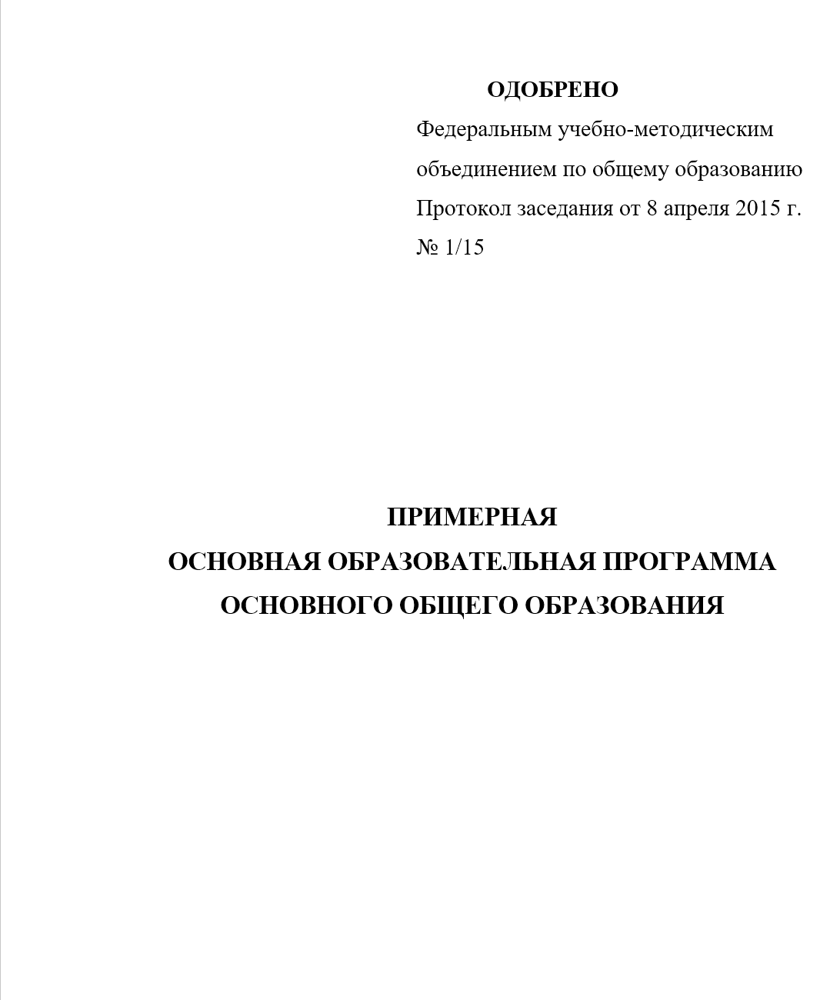 ОДОБРЕНО
Федеральным учебно-методическим
объединением по общему образованию
Протокол заседания от 8 апреля 2015 г.
№ 1/15
ПРИМЕРНАЯ
ОСНОВНАЯ ОБРАЗОВАТЕЛЬНАЯ ПРОГРАММА
ОСНОВНОГО ОБЩЕГО ОБРАЗОВАНИЯ